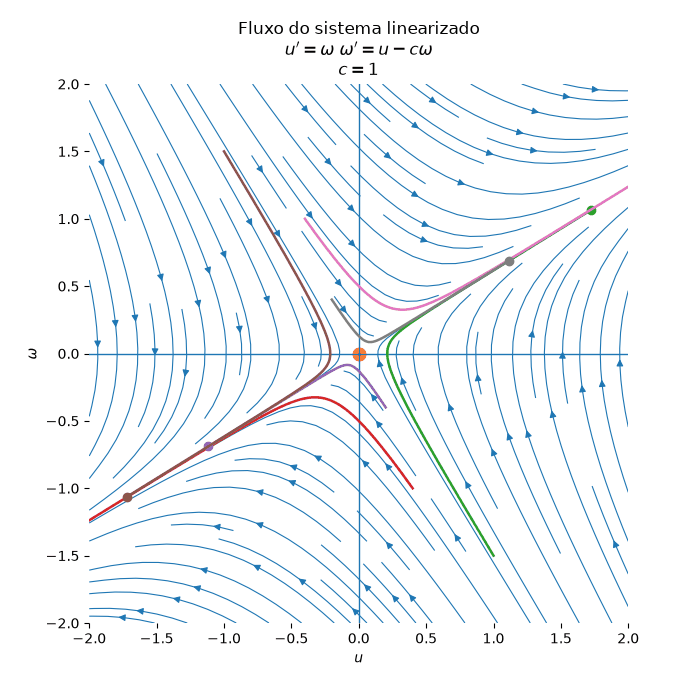 Fluxo do sistema linearizado
u′ = ω ω′ = u − cω
c = 1
2.0
1.5
1.0
0.5
0.0
−0.5
−1.0
−1.5
−2.0
ω
−2.0 −1.5 −1.0 −0.5 0.0 0.5 1.0 1.5 2.0
u